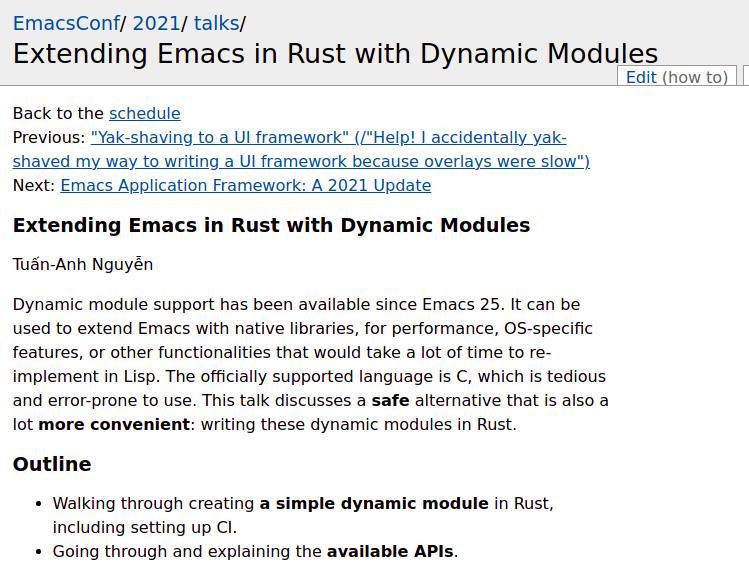 EmacsConf/ 2021/ talks/
Extending Emacs in Rust with Dynamic Modules
Edit (how to)
Back to the schedule
Previous: "Yak-shaving to a UI framework" (/"Help! I accidentally yak-
shaved my way to writing a UI framework because overlays were slow")
Next: Emacs Application Framework: A 2021 Update
Extending Emacs in Rust with Dynamic Modules
Tuấn-Anh Nguyễn
Dynamic module support has been available since Emacs 25. It can be
used to extend Emacs with native libraries, for performance, OS-specific
features, or other functionalities that would take a lot of time to re-
implement in Lisp. The officially supported language is C, which is tedious
and error-prone to use. This talk discusses a safe alternative that is also a
lot more convenient: writing these dynamic modules in Rust.
Outline
• Walking through creating a simple dynamic module in Rust,
including setting up CI.
• Going through and explaining the available APIs.